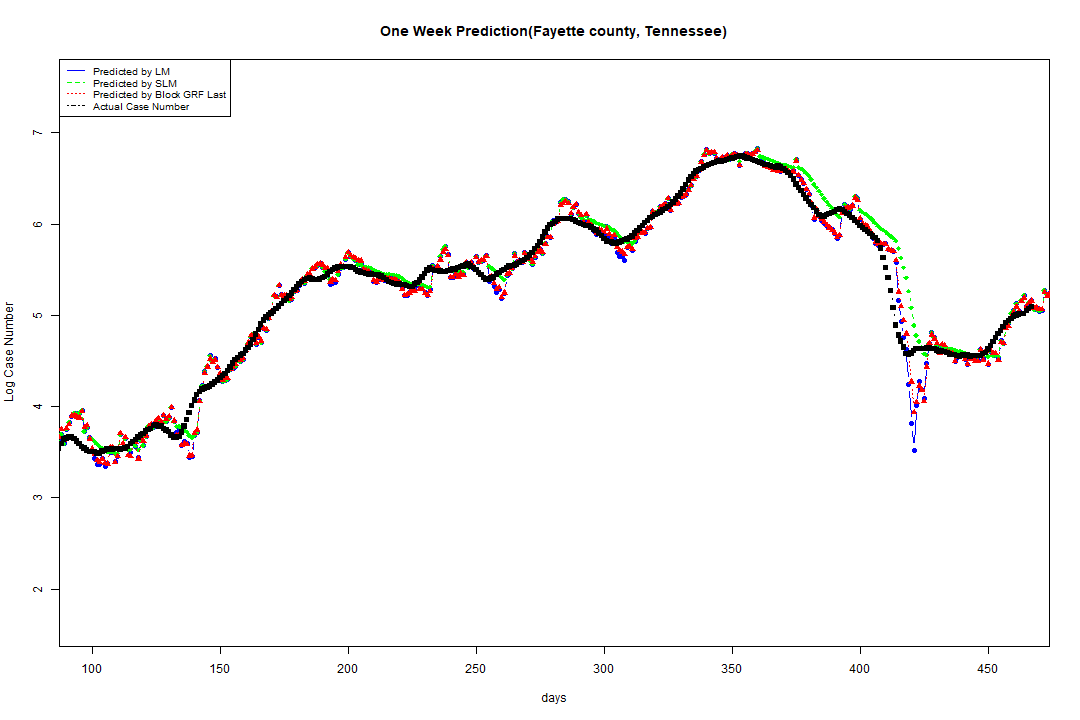 One Week Prediction(Fayette county, Tennessee)
Predicted by LM
Predicted by SLM
Predicted by Block GRF Last
Actual Case Number
Log Case Number
7
6
5
4
3
2
100 150 200 250 300 350 400 450
days